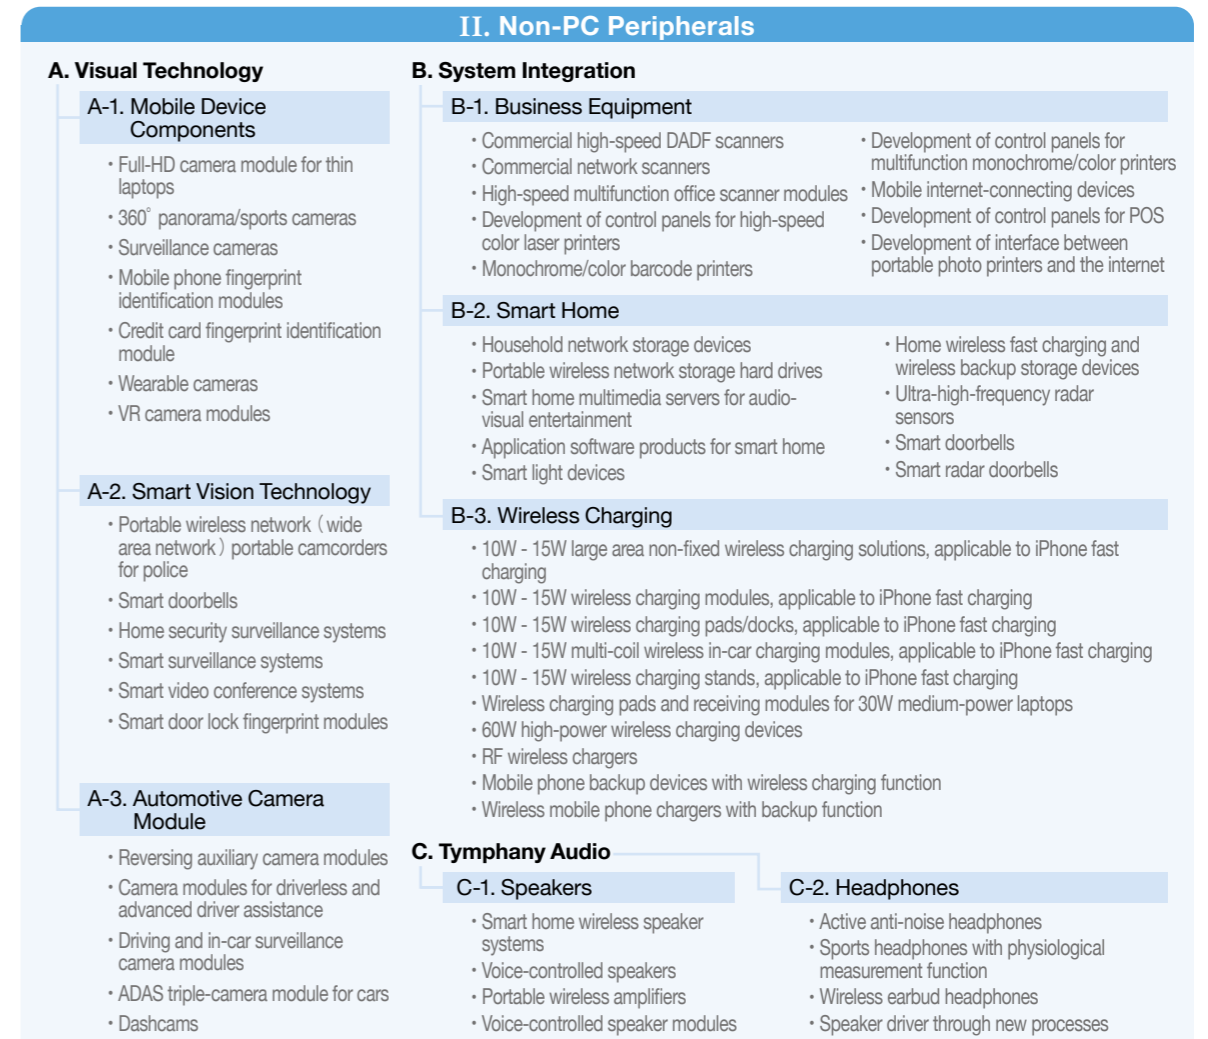 II. Non-PC Peripherals
A. Visual Technology
A-1. Mobile Device
Components
・Full-HD camera module for thin
laptops
・360° panorama/sports cameras
・Surveillance cameras
・Mobile phone fingerprint
identification modules
・Credit card fingerprint identification
module
・Wearable cameras
・VR camera modules
A-2. Smart Vision Technology
・Portable wireless network（wide
area network）portable camcorders
for police
・Smart doorbells
・Home security surveillance systems
・Smart surveillance systems
・Smart video conference systems
・Smart door lock fingerprint modules
A-3. Automotive Camera
Module
・Reversing auxiliary camera modules
・Camera modules for driverless and
advanced driver assistance
・Driving and in-car surveillance
camera modules
・ADAS triple-camera module for cars
・Dashcams
B. System Integration
B-1. Business Equipment
・Commercial high-speed DADF scanners
・Commercial network scanners
・High-speed multifunction office scanner modules
・Development of control panels for high-speed
color laser printers
・Monochrome/color barcode printers
・Development of control panels for
multifunction monochrome/color printers
・Mobile internet-connecting devices
・Development of control panels for POS
・Development of interface between
portable photo printers and the internet
B-2. Smart Home
・Household network storage devices
・Portable wireless network storage hard drives
・Smart home multimedia servers for audio-
visual entertainment
・Application software products for smart home
・Smart light devices
・Home wireless fast charging and
wireless backup storage devices
・Ultra-high-frequency radar
sensors
・Smart doorbells
・Smart radar doorbells
B-3. Wireless Charging
・10W - 15W large area non-fixed wireless charging solutions, applicable to iPhone fast
charging
・10W - 15W wireless charging modules, applicable to iPhone fast charging
・10W - 15W wireless charging pads/docks, applicable to iPhone fast charging
・10W - 15W multi-coil wireless in-car charging modules, applicable to iPhone fast charging
・10W - 15W wireless charging stands, applicable to iPhone fast charging
・Wireless charging pads and receiving modules for 30W medium-power laptops
・60W high-power wireless charging devices
・RF wireless chargers
・Mobile phone backup devices with wireless charging function
・Wireless mobile phone chargers with backup function
C. Tymphany Audio
C-1. Speakers
・Smart home wireless speaker
systems
・Voice-controlled speakers
・Portable wireless amplifiers
・Voice-controlled speaker modules
C-2. Headphones
・Active anti-noise headphones
・Sports headphones with physiological
measurement function
・Wireless earbud headphones
・Speaker driver through new processes